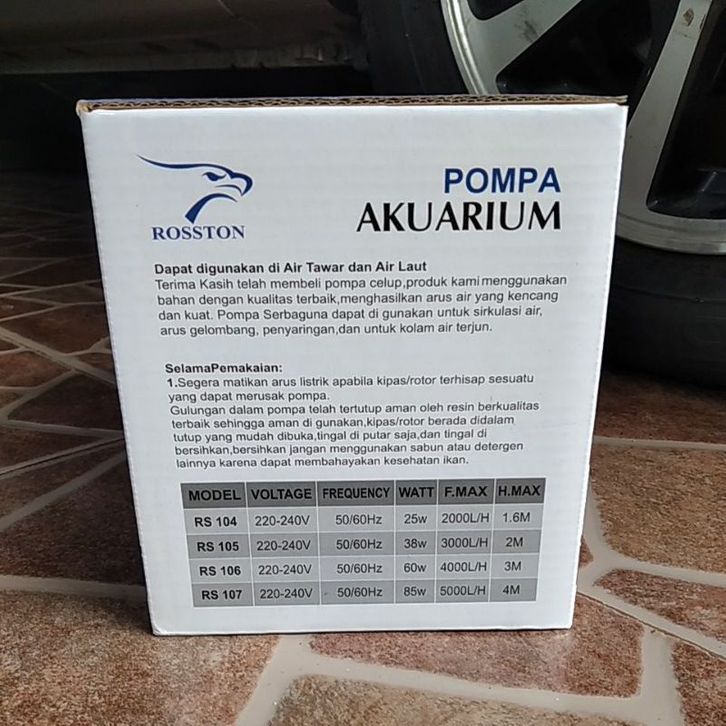 ROSSTON
POMPA
AKUARIUM
Dapat digunakan di Air Tawar dan Air Laut
Terima Kasih telah membeli pompa celup,produk kami menggunakan
bahan dengan kualitas terbaik,menghasilkan arus air yang kencang
dan kuat. Pompa Serbaguna dapat di gunakan untuk sirkulasi air,
arus gelombang, penyaringan,dan untuk kolam air terjun.
SelamaPemakaian:
1.Segera matikan arus listrik apabila kipas/rotor terhisap sesuatu
yang dapat merusak pompa.
Gulungan dalam pompa telah tertutup aman oleh resin berkualitas
terbaik sehingga aman di gunakan,kipas/rotor berada didalam
tutup yang mudah dibuka,tingal di putar saja,dan tingal di
bersihkan,bersihkan jangan menggunakan sabun atau detergen
lainnya karena dapat membahayakan kesehatan ikan.
MODEL VOLTAGE FREQUENCY WATT F.MAX H.MAX
RS 104 220-240V 50/60Hz 25w 2000L/H 1.6M
RS 105 220-240V 50/60Hz 38w 3000L/H 2M
RS 106 220-240V 50/60Hz 60w 4000L/H 3M
RS 107 220-240V 50/60Hz 85w 5000L/H 4M